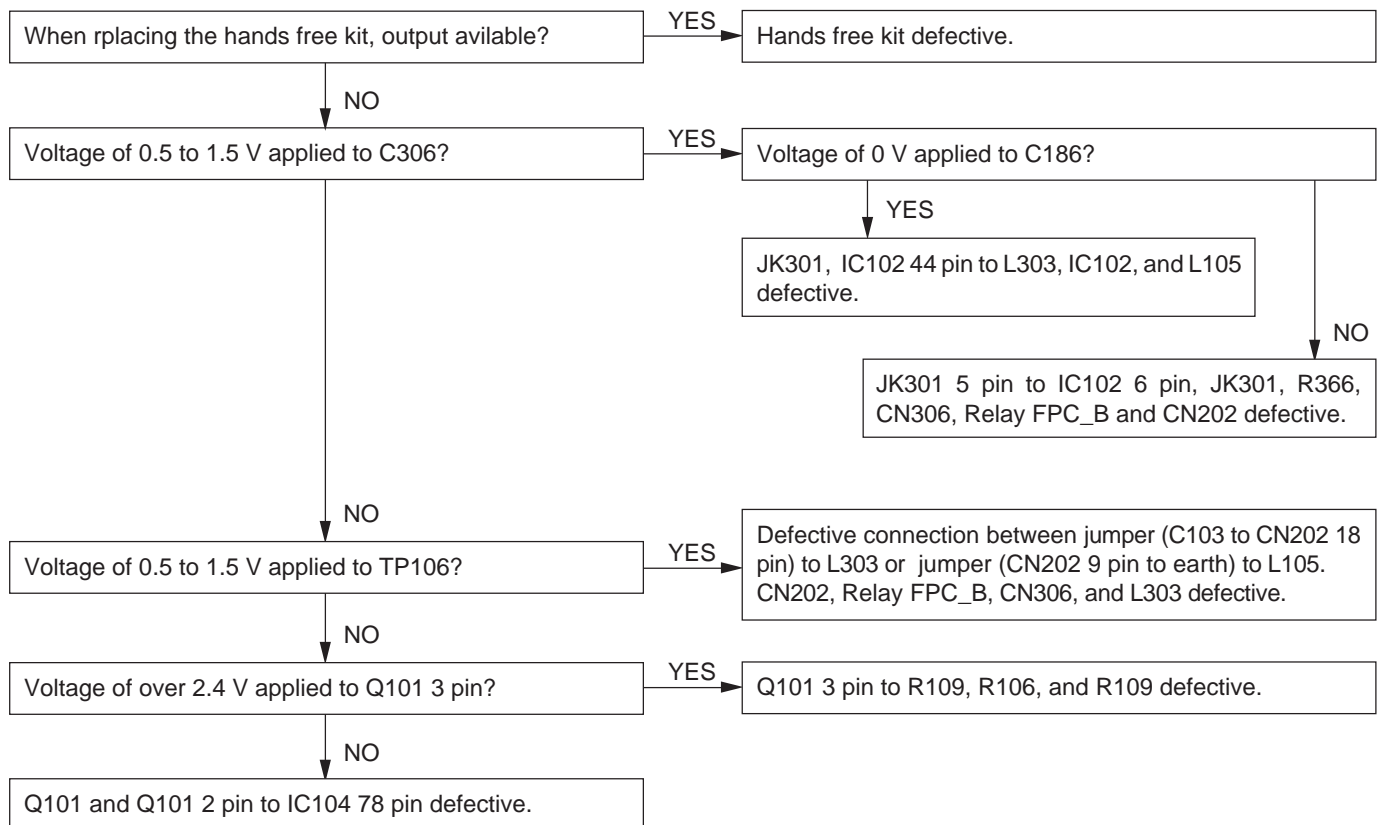 When rplacing the hands free kit, output avilable?
YES
Hands free kit defective.
NO
Voltage of 0.5 to 1.5 V applied to C306?
YES
Voltage of 0 V applied to C186?
YES
JK301, IC102 44 pin to L303, IC102, and L105
defective.
NO
JK301 5 pin to IC102 6 pin, JK301, R366,
CN306, Relay FPC_B and CN202 defective.
NO
Voltage of 0.5 to 1.5 V applied to TP106?
YES
Defective connection between jumper (C103 to CN202 18
pin) to L303 or jumper (CN202 9 pin to earth) to L105.
CN202, Relay FPC_B, CN306, and L303 defective.
NO
Voltage of over 2.4 V applied to Q101 3 pin?
YES
Q101 3 pin to R109, R106, and R109 defective.
NO
Q101 and Q101 2 pin to IC104 78 pin defective.